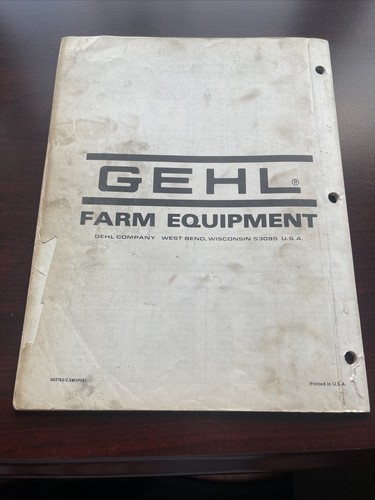 GEHL®
FARM EQUIPMENT
GEHL COMPANY WEST BEND, WISCONSIN 53095 U.S.A.
Printed in U.S.A.